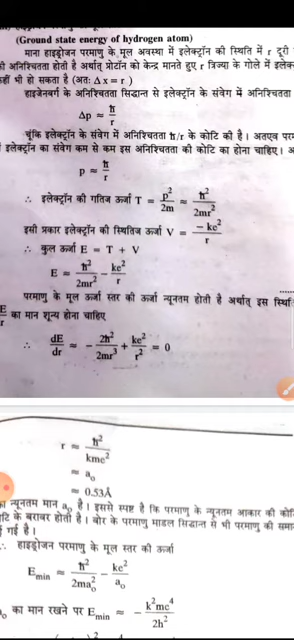 (Ground state energy of hydrogen atom)
माना हाइड्रोजन परमाणु के मूल अवस्था में इलेक्ट्रॉन की स्थिति में r दूरी
अनिश्चितता होती है अर्थात् प्रोटॉन को केन्द्र मानते हुए r त्रिज्या के गोले में इलेक
हीं भी हो सकता है (अतः Δx = r)
हाइजेनबर्ग के अनिश्चितता सिद्धान्त से इलेक्ट्रॉन के संवेग में अनिश्चितता
Δp ≈ ħ/r
चूंकि इलेक्ट्रॉन के संवेग में अनिश्चितता ħ/r के कोटि की है। अतएव पर
इलेक्ट्रॉन का संवेग कम से कम इस अनिश्चितता की कोटि का होना चाहिए।
p ≈ ħ/r
∴ इलेक्ट्रॉन की गतिज ऊर्जा T = p²/2m ≈ ħ²/2mr²
इसी प्रकार इलेक्ट्रॉन की स्थितिज ऊर्जा V = -ke²/r
∴ कुल ऊर्जा E = T + V
E ≈ ħ²/2mr² - ke²/r
परमाणु के मूल ऊर्जा स्तर की ऊर्जा न्यूनतम होती है अर्थात् इस स्थि
का मान शून्य होना चाहिए
∴ dE/dr ≈ - 2ħ²/2mr³ + ke²/r² = 0
r ≈ ħ²/kme²
≈ a₀
≈ 0.53Å
न्यूनतम मान a₀ है। इससे स्पष्ट है कि परमाणु के न्यूनतम आकार की को
टि के बराबर होती है। बोर के परमाणु माडल सिद्धान्त से भी परमाणु की समा
गई है।
∴ हाइड्रोजन परमाणु के मूल स्तर की ऊर्जा
Emin ≈ ħ²/2ma₀² - ke²/a₀
का मान रखने पर Emin ≈ - k²me⁴/2ħ²